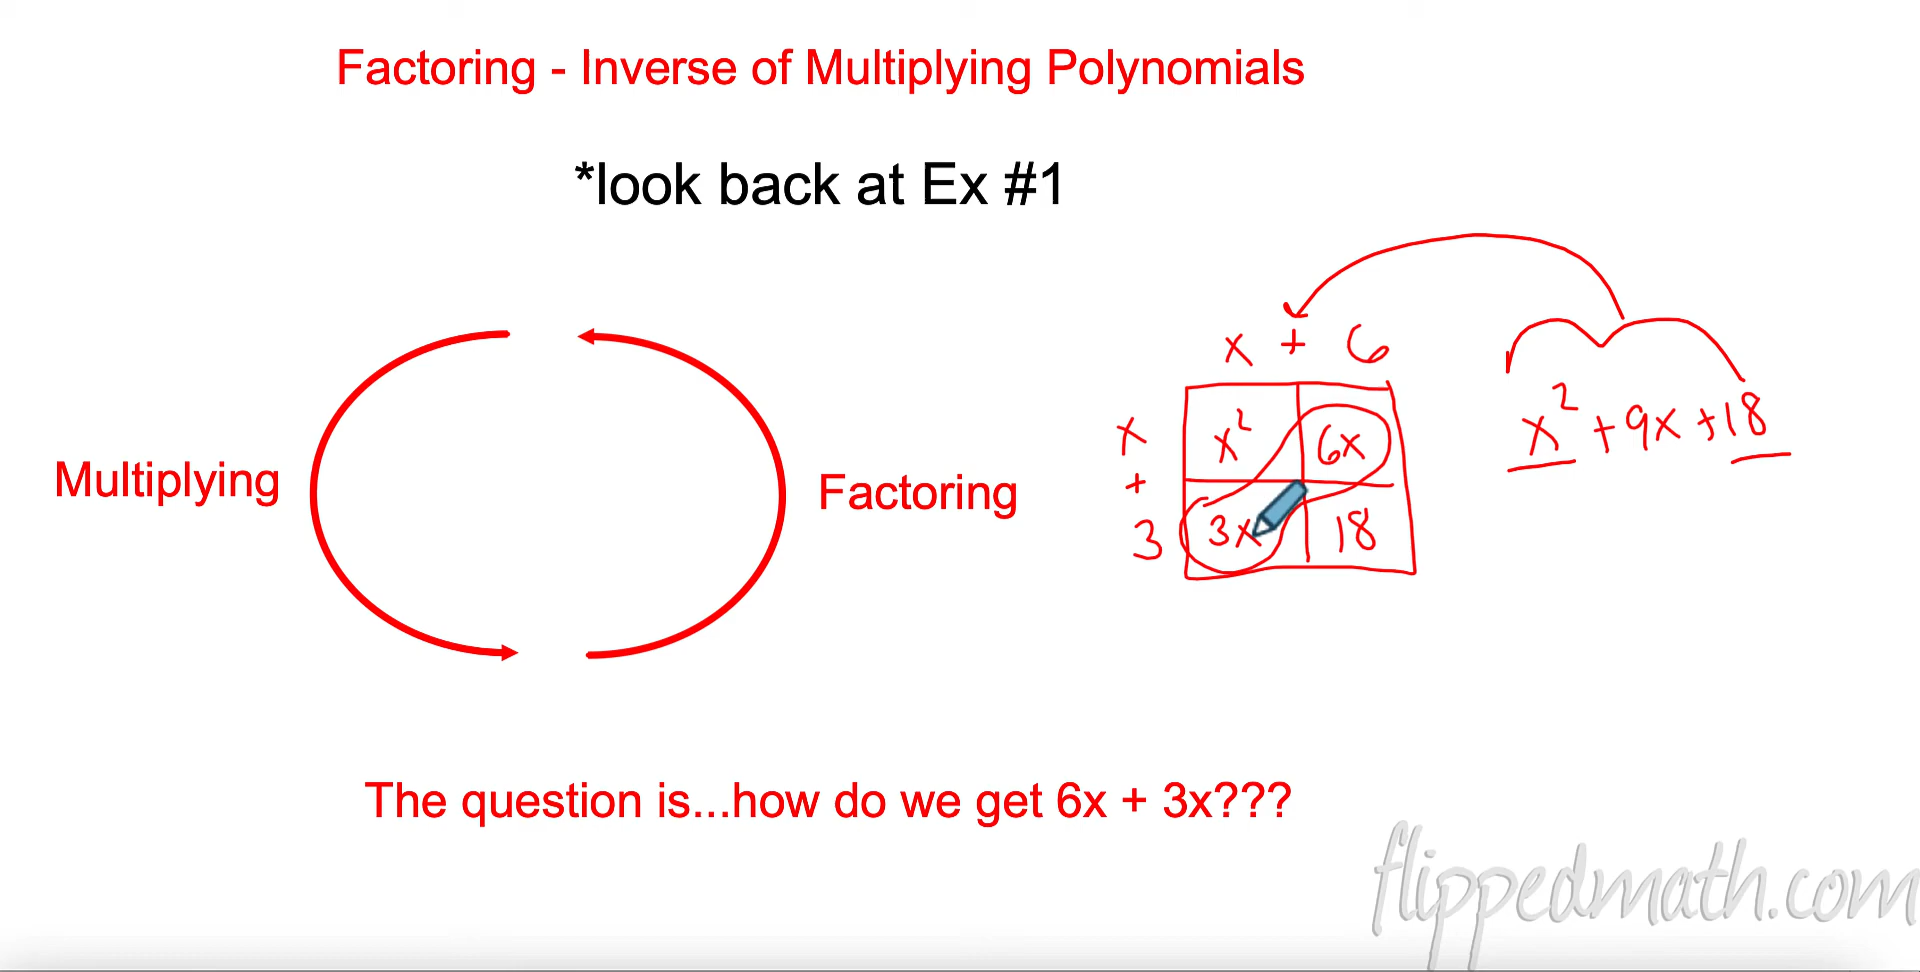 Factoring - Inverse of Multiplying Polynomials
*look back at Ex #1
Multiplying
Factoring
x + 6
x
+
3
x² 6x
3x 18
x² + 9x + 18
The question is...how do we get 6x + 3x???
flippedmath.com